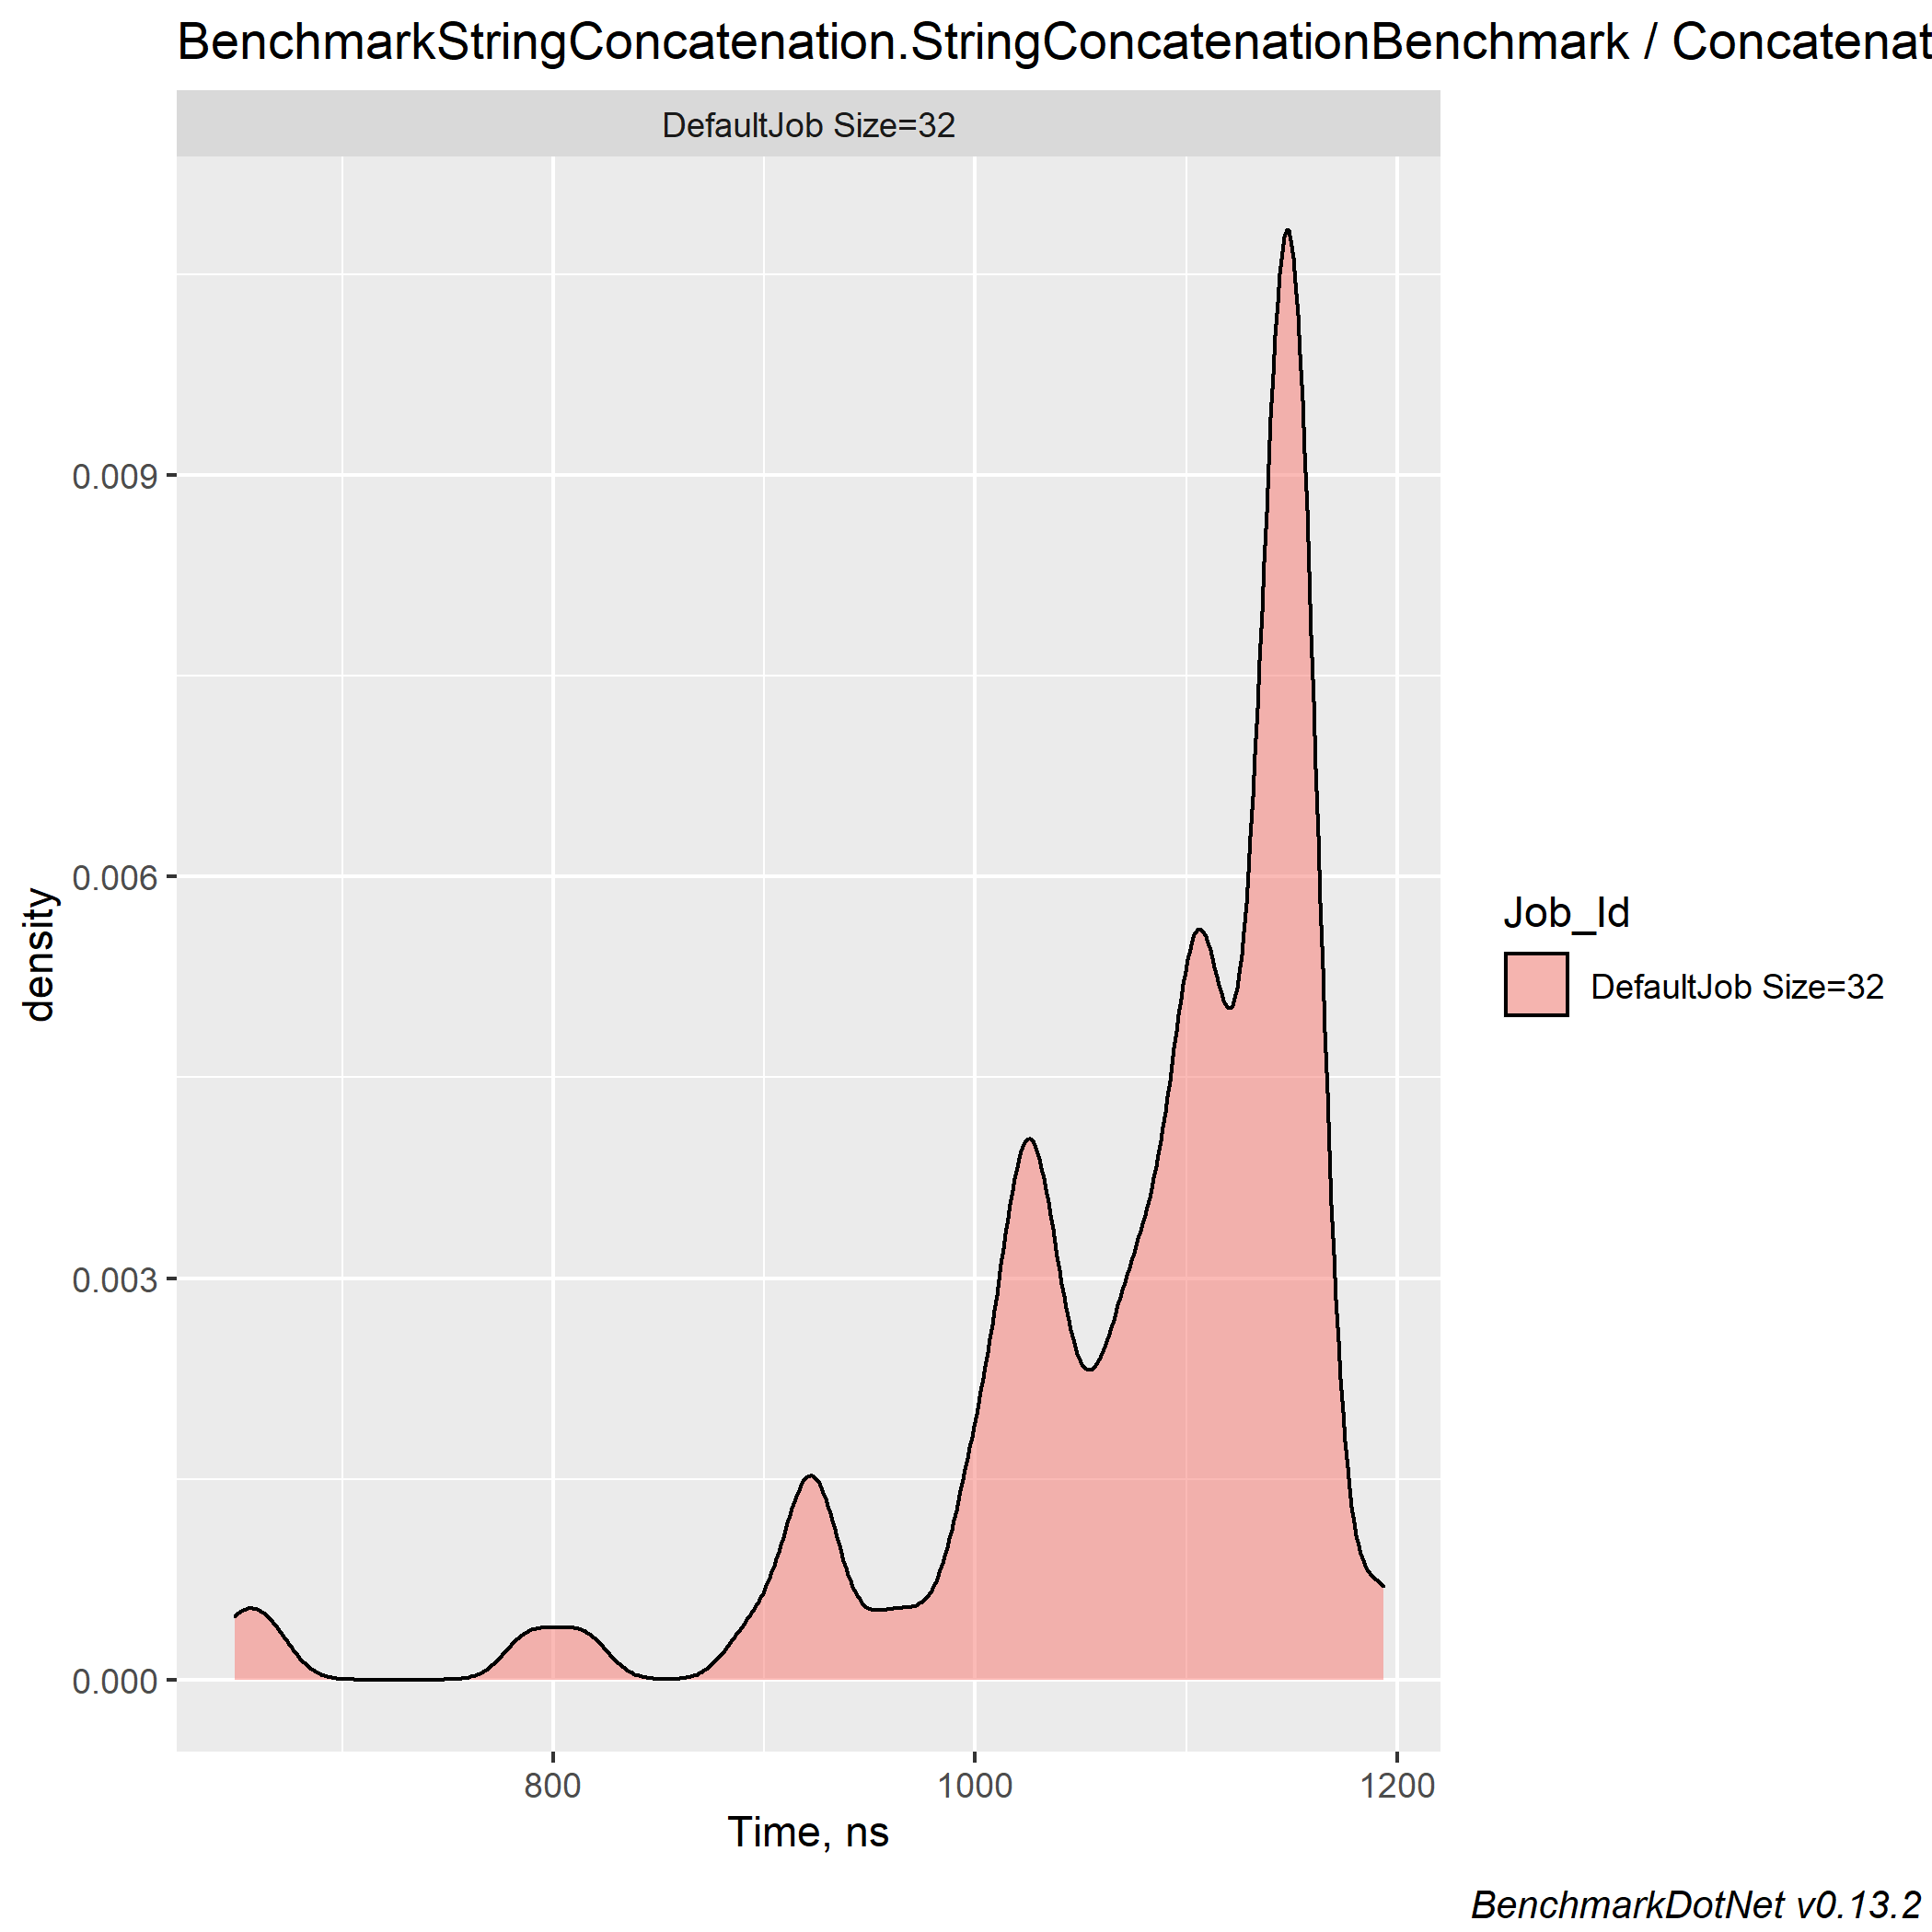 BenchmarkStringConcatenation.StringConcatenationBenchmark / Concatenat
DefaultJob Size=32
0.009
0.006
0.003
0.000
density
800 1000 1200
Time, ns
Job_Id
DefaultJob Size=32
BenchmarkDotNet v0.13.2